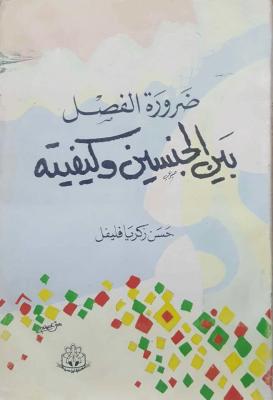 ضرورة الفصل
بين الجنسين وكيفيته
حسن زكريا فليفل